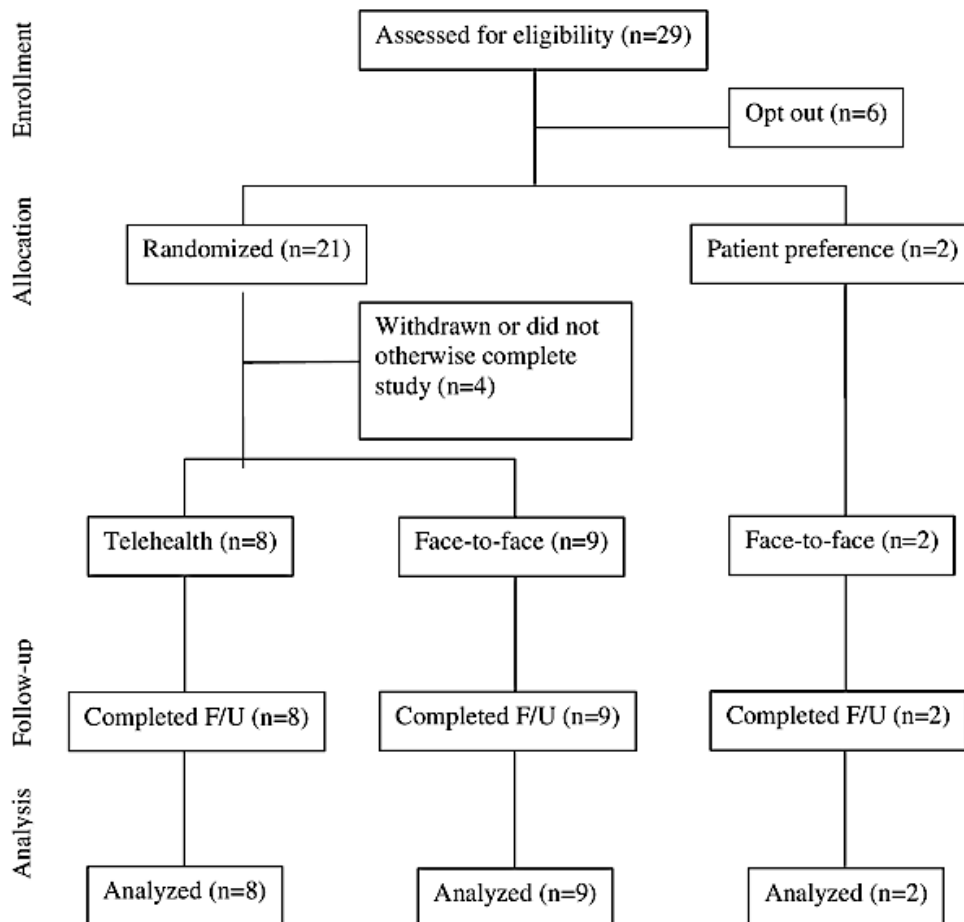 Enrollment
Assessed for eligibility (n=29)
Opt out (n=6)
Allocation
Randomized (n=21)
Patient preference (n=2)
Withdrawn or did not
otherwise complete
study (n=4)
Telehealth (n=8)
Face-to-face (n=9)
Face-to-face (n=2)
Follow-up
Completed F/U (n=8)
Completed F/U (n=9)
Completed F/U (n=2)
Analysis
Analyzed (n=8)
Analyzed (n=9)
Analyzed (n=2)